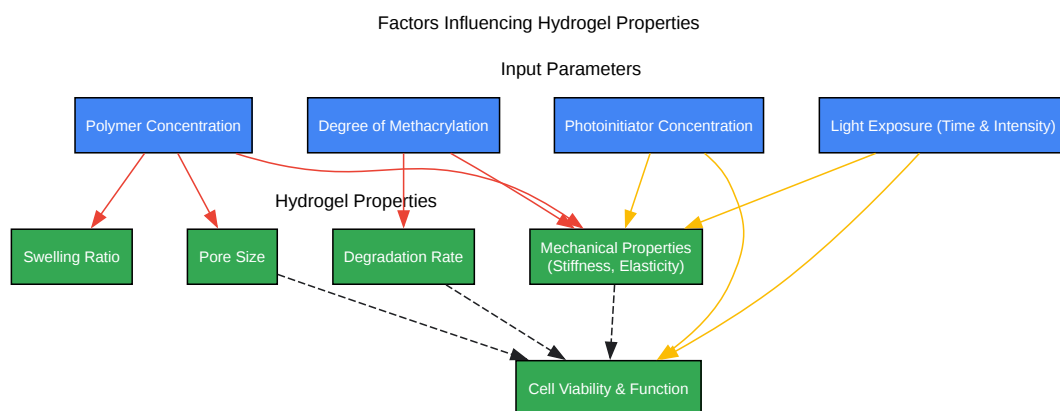 Factors Influencing Hydrogel Properties
Input Parameters
Polymer Concentration
Degree of Methacrylation
Photoinitiator Concentration
Light Exposure (Time & Intensity)
Hydrogel Properties
Swelling Ratio
Pore Size
Degradation Rate
Mechanical Properties
(Stiffness, Elasticity)
Cell Viability & Function